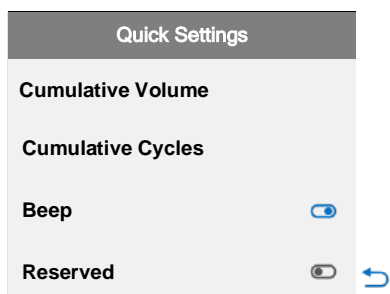 Quick Settings
Cumulative Volume
Cumulative Cycles
Beep
Reserved